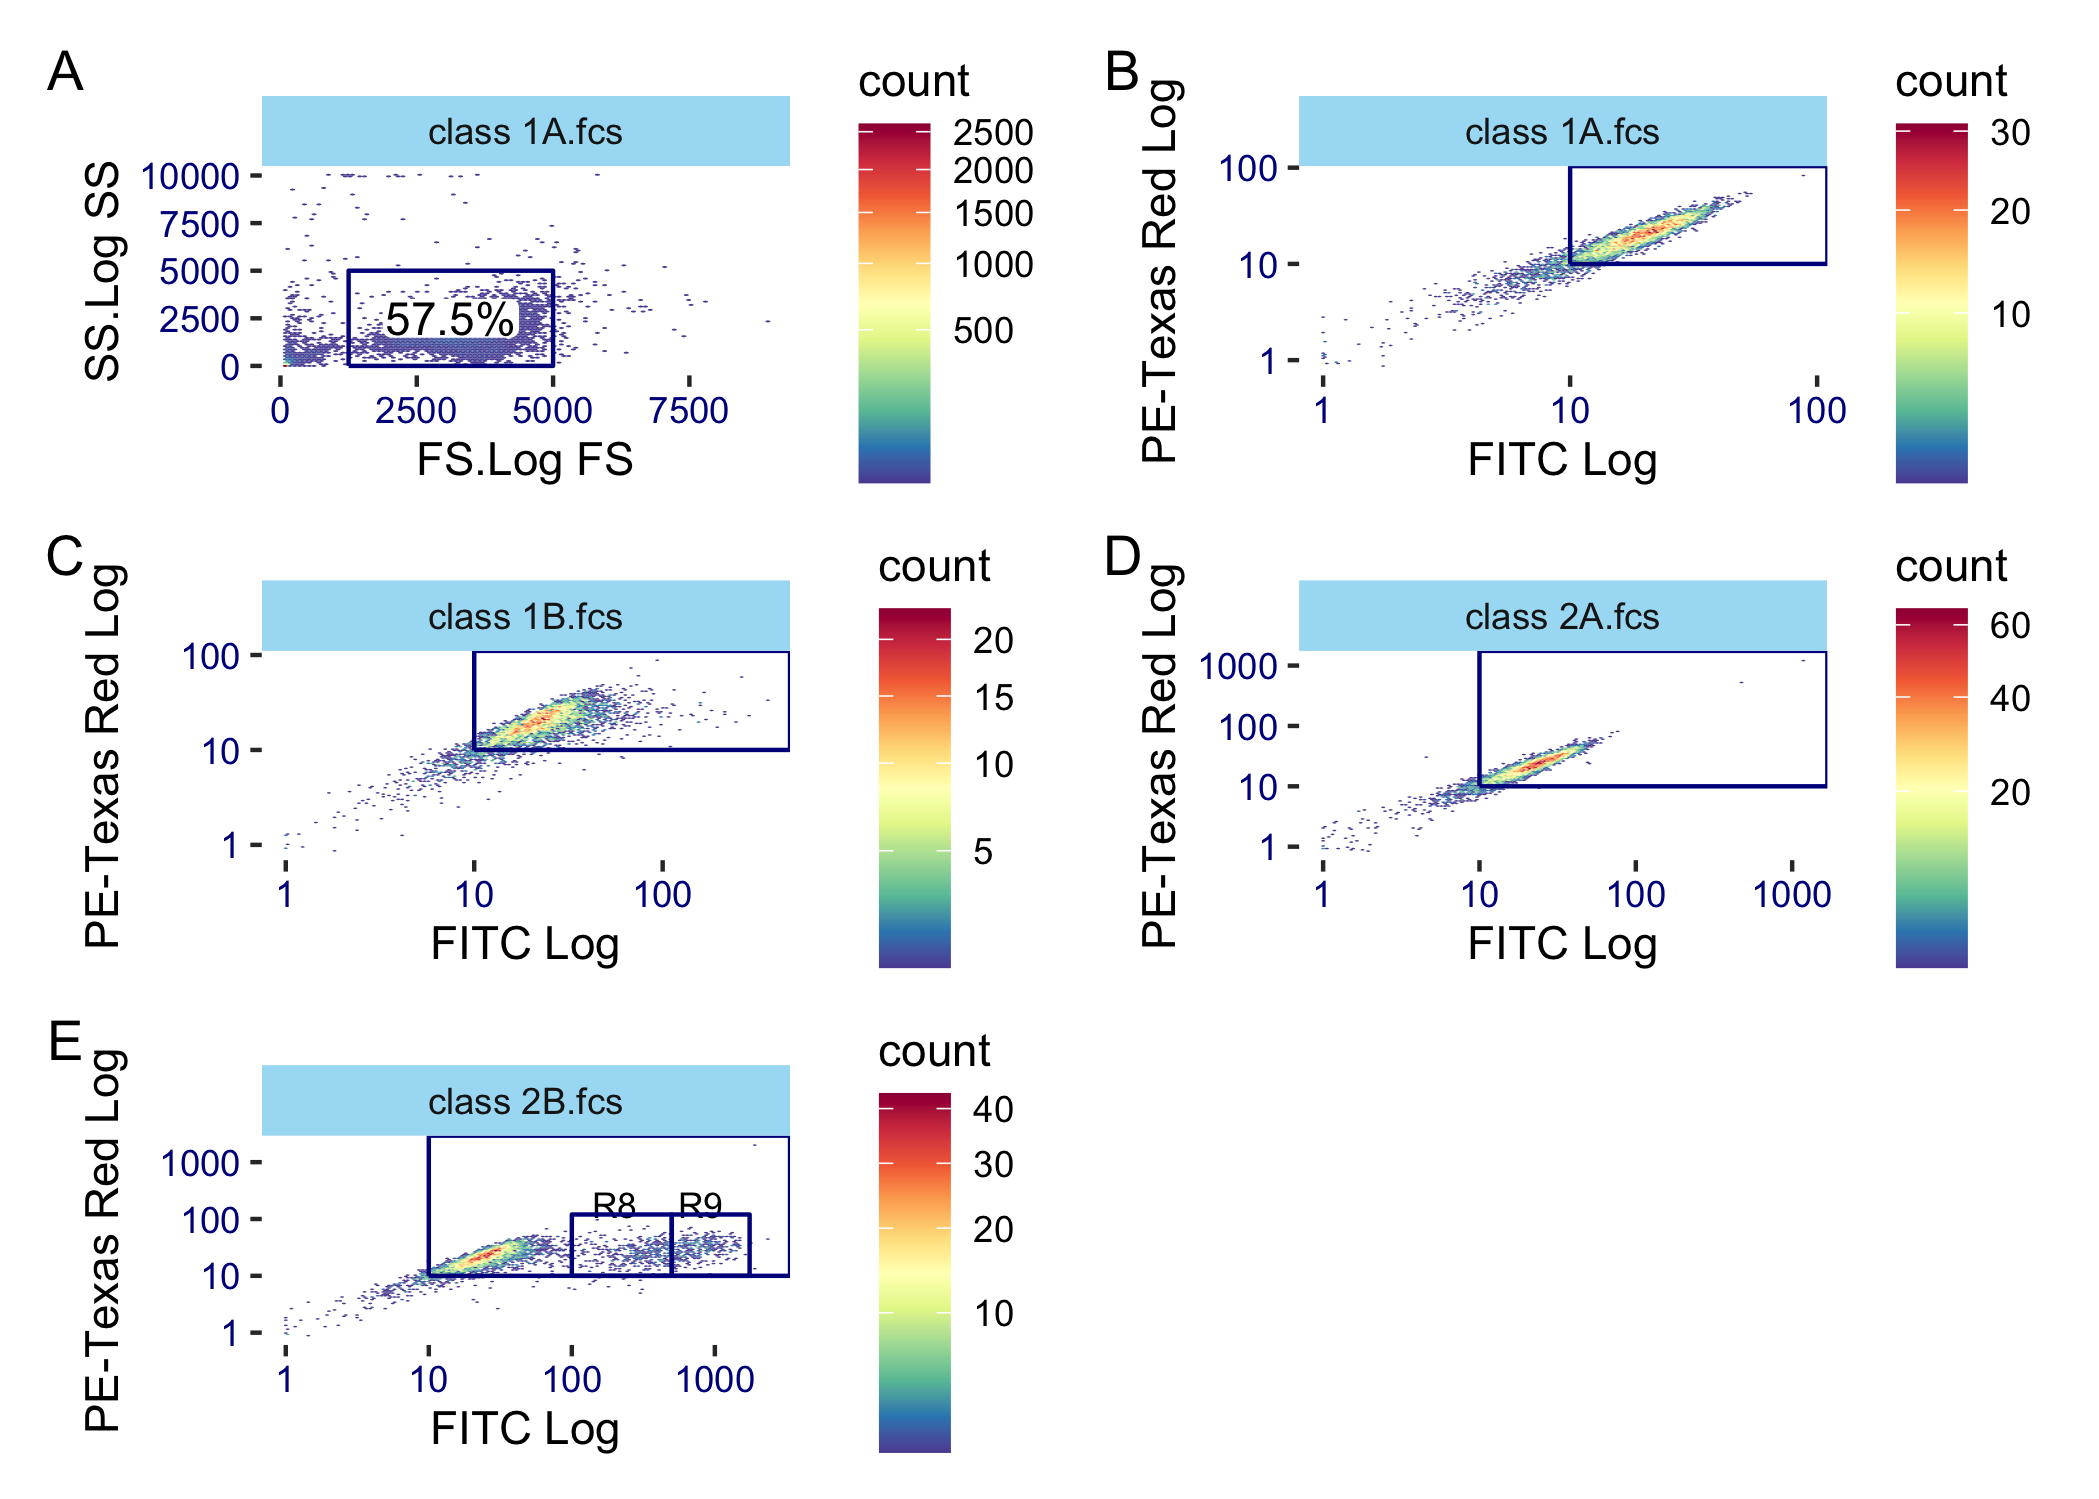 A
class 1A.fcs
SS.Log SS
10000
7500
5000
2500
0
57.5%
0 2500 5000 7500
FS.Log FS
count
2500
2000
1500
1000
500
B
class 1A.fcs
PE-Texas Red Log
100
10
1
1 10 100
FITC Log
count
30
20
10
C
class 1B.fcs
PE-Texas Red Log
100
10
1
1 10 100
FITC Log
count
20
15
10
5
D
class 2A.fcs
PE-Texas Red Log
1000
100
10
1
1 10 100 1000
FITC Log
count
60
40
20
E
class 2B.fcs
PE-Texas Red Log
1000
100
10
1
R8 R9
1 10 100 1000
FITC Log
count
40
30
20
10